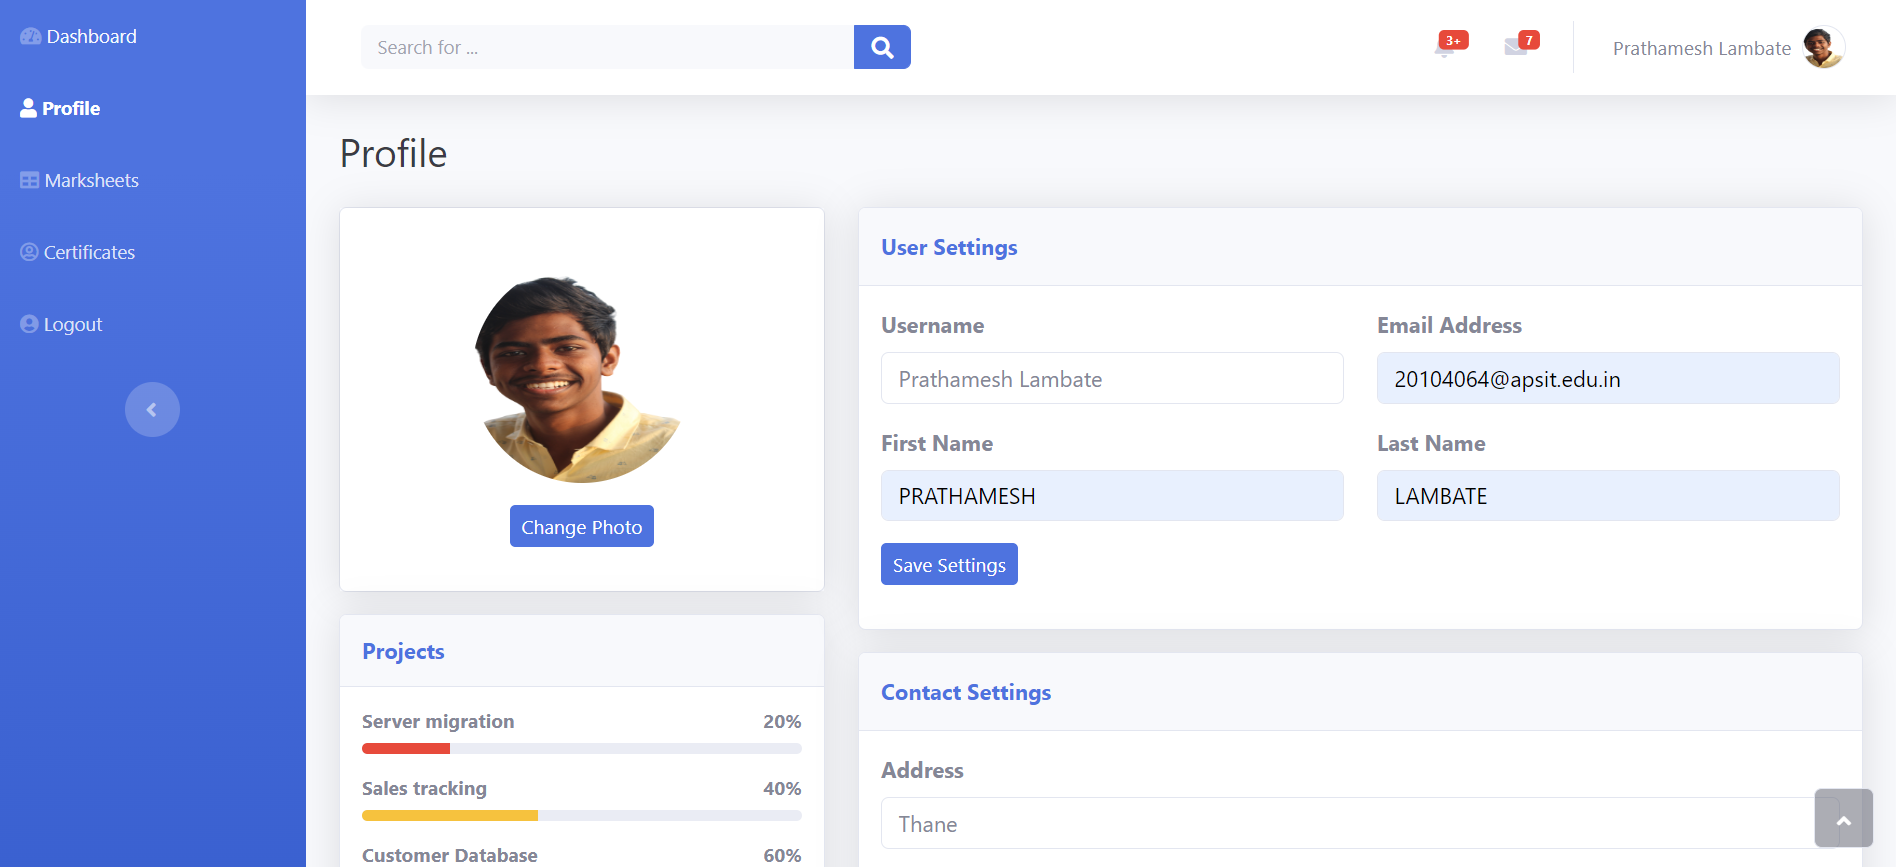 Dashboard
Profile
Marksheets
Certificates
Logout
Search for ...
3+
7
Prathamesh Lambate
Profile
Change Photo
Projects
Server migration 20%
Sales tracking 40%
Customer Database 60%
User Settings
Username
Prathamesh Lambate
Email Address
20104064@apsit.edu.in
First Name
PRATHAMESH
Last Name
LAMBATE
Save Settings
Contact Settings
Address
Thane